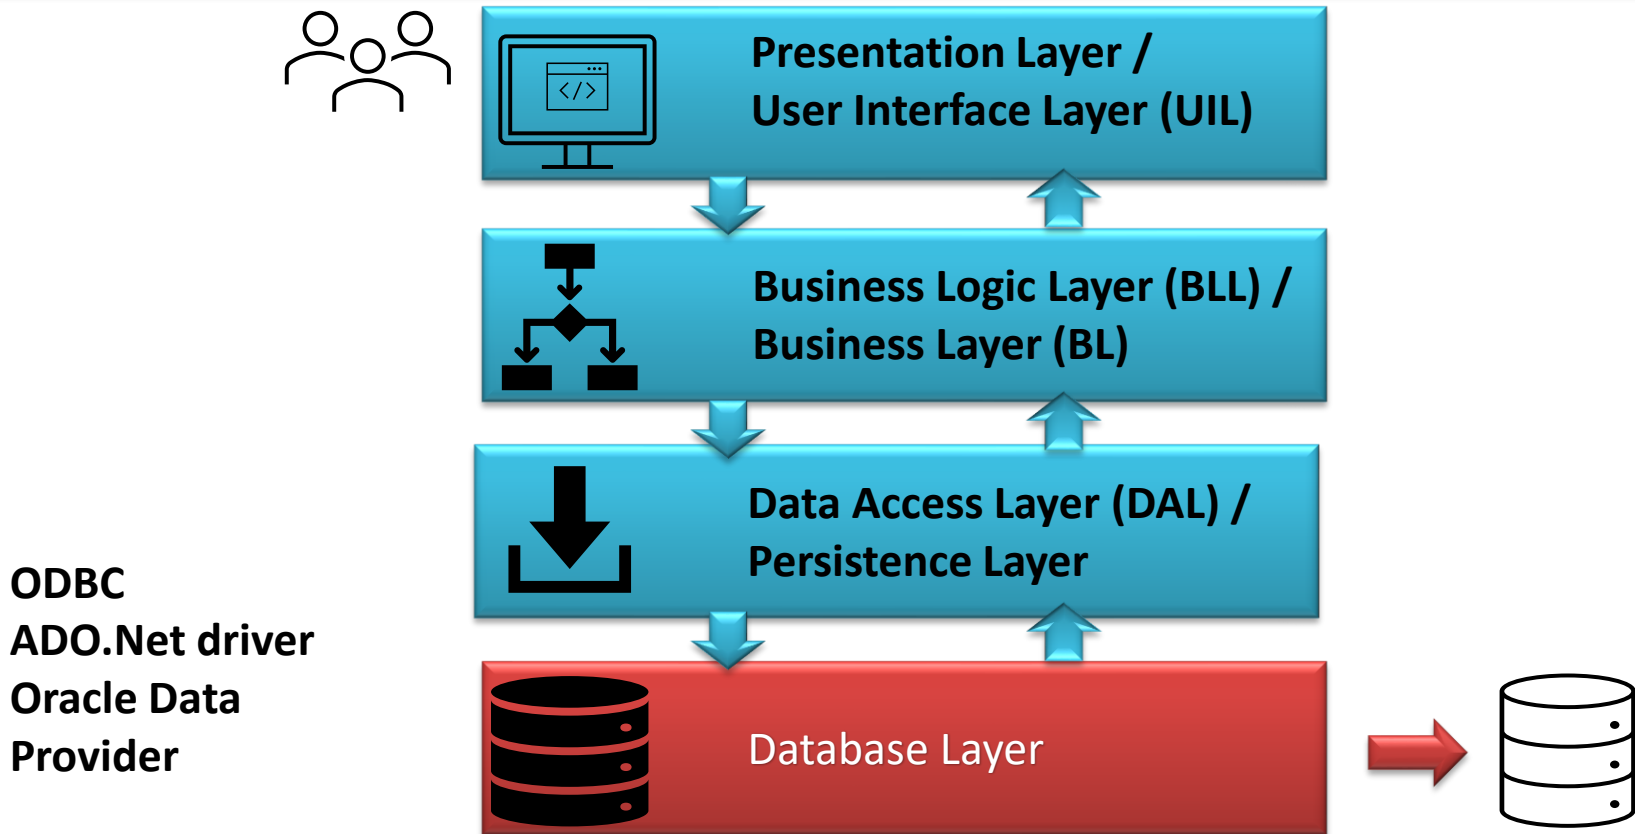 </>
Presentation Layer /
User Interface Layer (UIL)
Business Logic Layer (BLL) /
Business Layer (BL)
Data Access Layer (DAL) /
Persistence Layer
ODBC
ADO.Net driver
Oracle Data
Provider
Database Layer